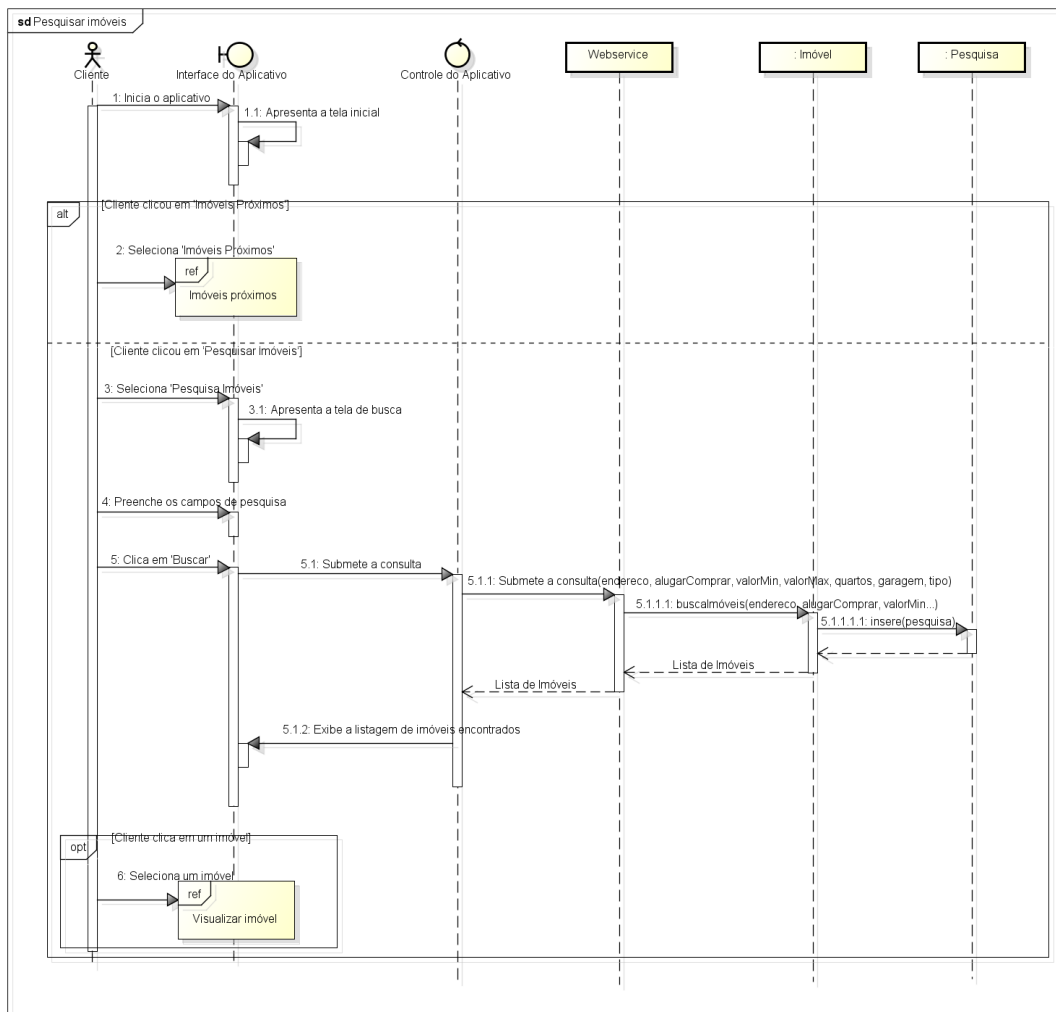 sd Pesquisar imóveis
Cliente
Interface do Aplicativo
Controle do Aplicativo
Webservice
: Imóvel
: Pesquisa
1: Inicia o aplicativo
1.1: Apresenta a tela inicial
alt
[Cliente clicou em 'Imóveis Próximos']
2: Seleciona 'Imóveis Próximos'
ref
Imóveis próximos
[Cliente clicou em 'Pesquisar Imóveis']
3: Seleciona 'Pesquisa Imóveis'
3.1: Apresenta a tela de busca
4: Preenche os campos de pesquisa
5: Clica em 'Buscar'
5.1: Submete a consulta
5.1.1: Submete a consulta(endereco, alugarComprar, valorMin, valorMax, quartos, garagem, tipo)
5.1.1.1: buscaImóveis(endereco, alugarComprar, valorMin...)
5.1.1.1.1: insere(pesquisa)
Lista de Imóveis
Lista de Imóveis
5.1.2: Exibe a listagem de imóveis encontrados
opt
[Cliente clica em um imóvel]
6: Seleciona um imóvel
ref
Visualizar imóvel